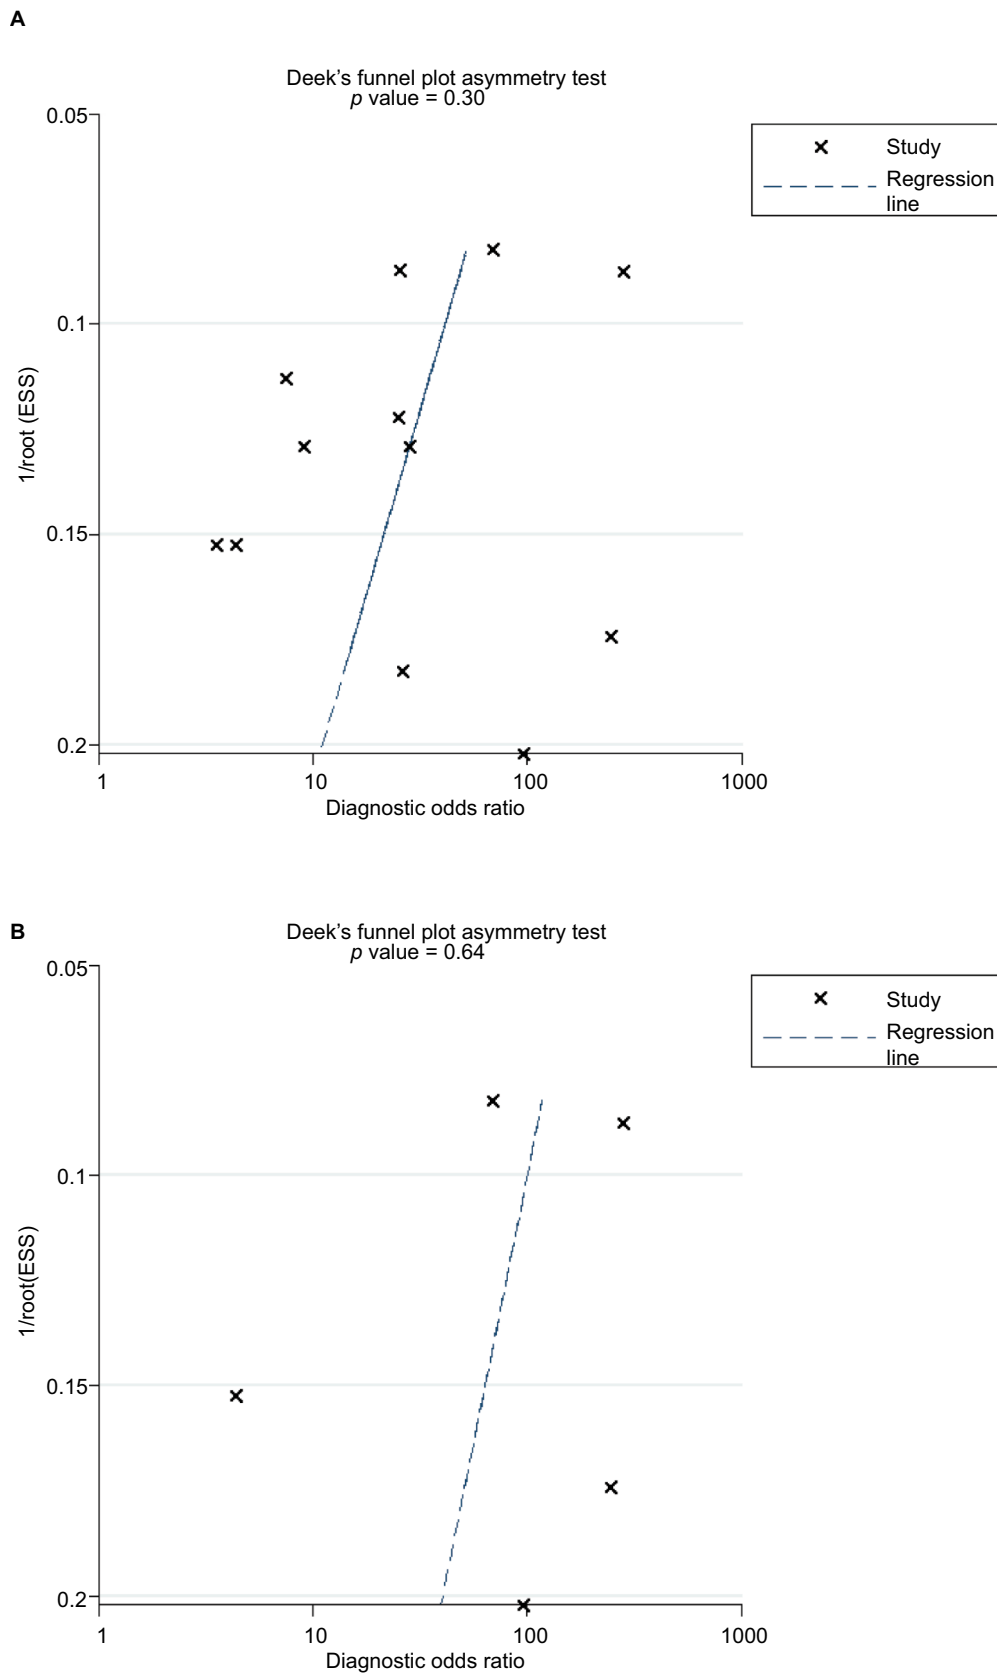 A
Deek’s funnel plot asymmetry test
p value = 0.30
0.05
0.1
0.15
0.2
1/root (ESS)
1 10 100 1000
Diagnostic odds ratio
Study
Regression
line
B
Deek’s funnel plot asymmetry test
p value = 0.64
0.05
0.1
0.15
0.2
1/root(ESS)
1 10 100 1000
Diagnostic odds ratio
Study
Regression
line